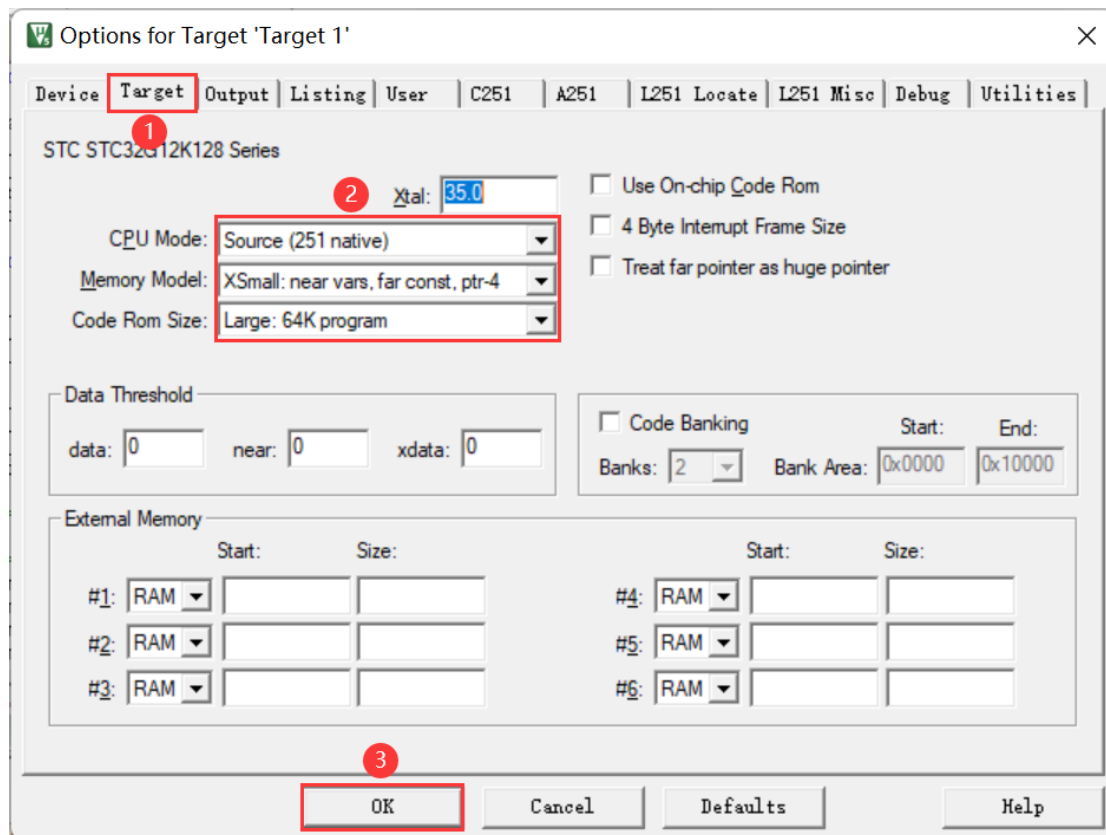 Options for Target 'Target 1'
Device Target Output Listing User C251 A251 L251 Locate L251 Misc Debug Utilities
1
STC STC32G12K128 Series
2 Xtal: 35.0 Use On-chip Code Rom
CPU Mode: Source (251 native) 4 Byte Interrupt Frame Size
Memory Model: XSmall: near vars, far const, ptr-4 Treat far pointer as huge pointer
Code Rom Size: Large: 64K program
Data Threshold
data: 0 near: 0 xdata: 0
Code Banking Start: End:
Banks: 2 Bank Area: 0x0000 0x10000
External Memory
Start: Size: Start: Size:
#1: RAM #4: RAM
#2: RAM #5: RAM
#3: RAM #6: RAM
3
OK Cancel Defaults Help